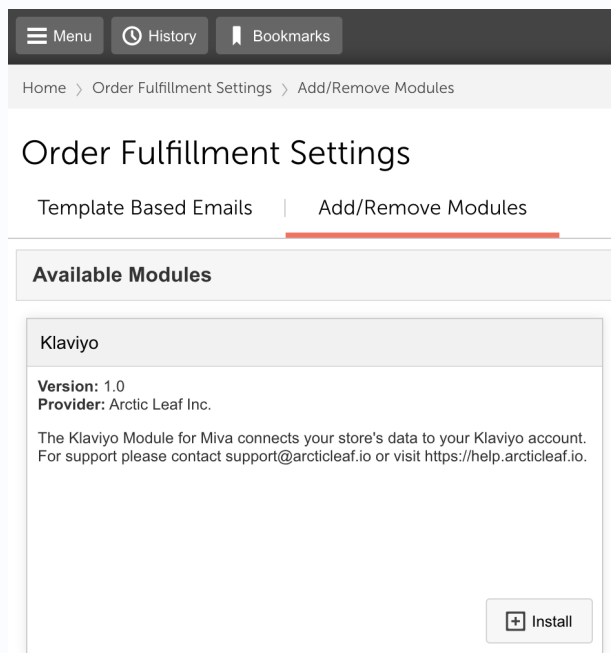 Menu History Bookmarks
Home > Order Fulfillment Settings > Add/Remove Modules
Order Fulfillment Settings
Template Based Emails | Add/Remove Modules
Available Modules
Klaviyo
Version: 1.0
Provider: Arctic Leaf Inc.
The Klaviyo Module for Miva connects your store's data to your Klaviyo account.
For support please contact support@arcticleaf.io or visit https://help.arcticleaf.io.
Install